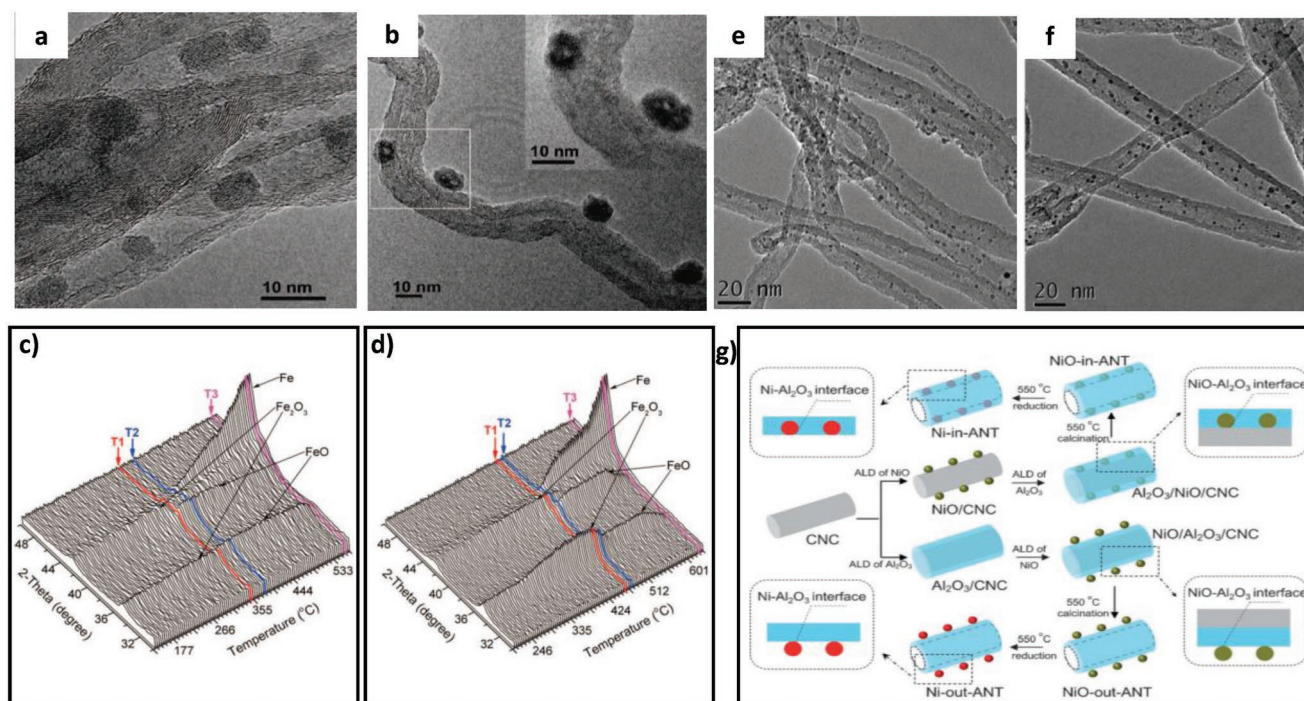 a
10 nm
b
10 nm
10 nm
e
20 nm
f
20 nm
c)
T1
T2
T3
Fe
Fe₂O₃
FeO
48
44
40
36
32
2-Theta (degree)
177
266
355
444
533
Temperature (°C)
d)
T1
T2
T3
Fe
Fe₂O₃
FeO
48
44
40
36
32
2-Theta (degree)
246
335
424
512
601
Temperature (°C)
g)
Ni-Al₂O₃ interface
Ni-in-ANT
550 °C
reduction
NiO-in-ANT
550 °C
calcination
NiO-Al₂O₃
interface
CNC
ALD of NiO
NiO/CNC
ALD of
Al₂O₃
Al₂O₃/NiO/CNC
ALD of Al₂O₃
Al₂O₃/CNC
ALD of
NiO
NiO/Al₂O₃/CNC
550 °C
calcination
NiO-Al₂O₃
interface
Ni-Al₂O₃ interface
Ni-out-ANT
550 °C
reduction
NiO-out-ANT